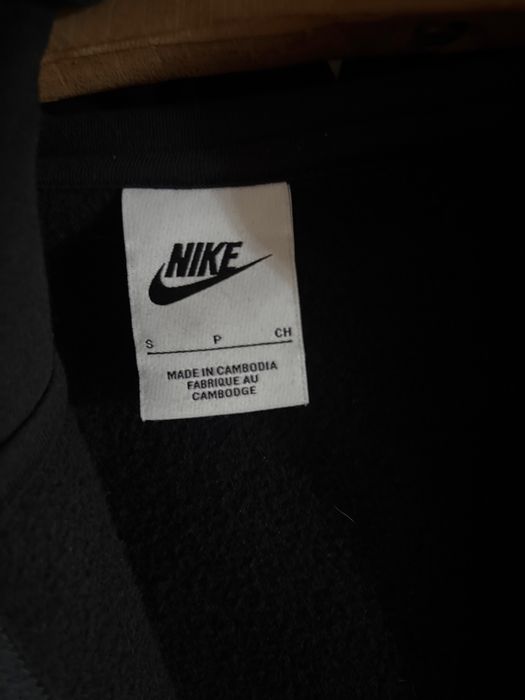 NIKE
S P CH
MADE IN CAMBODIA
FABRIQUE AU
CAMBODGE